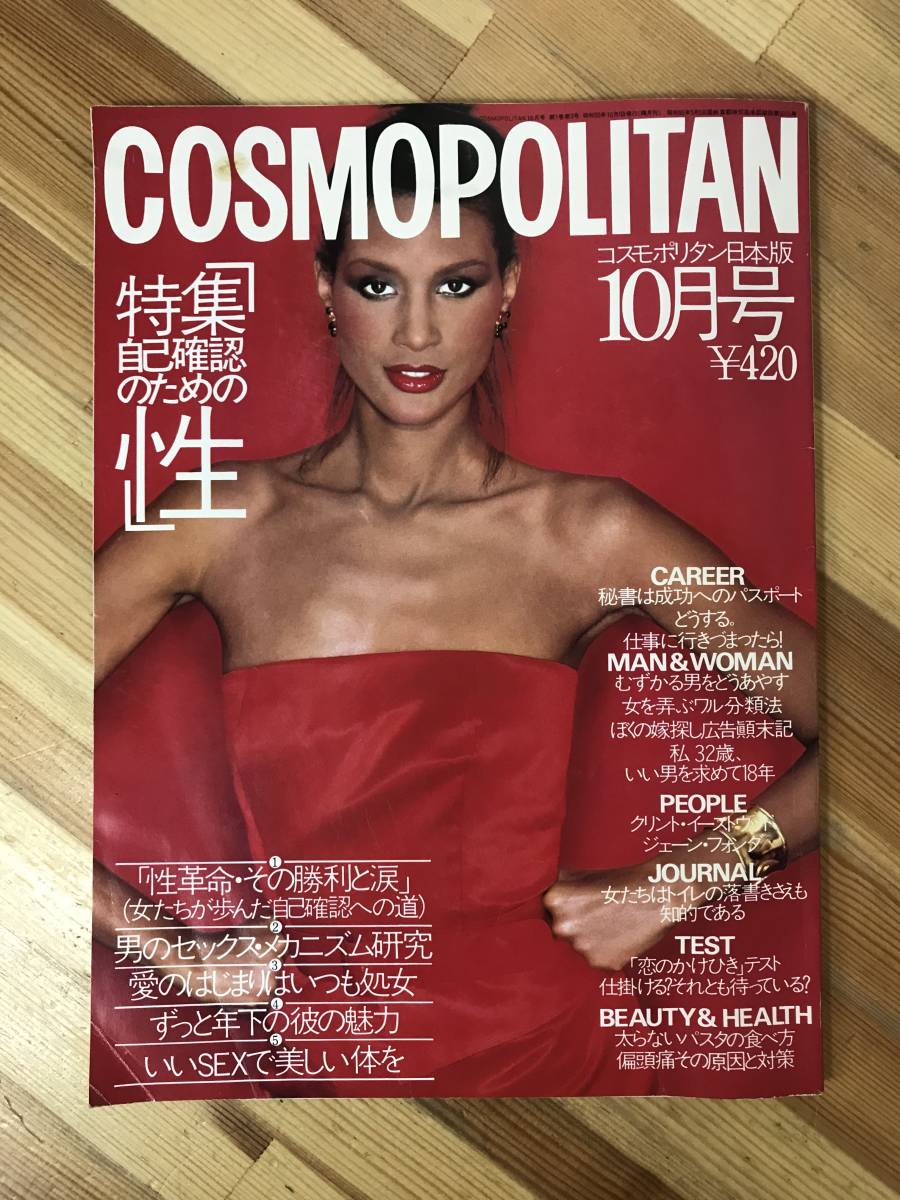 COSMOPOLITAN 10月号
COSMOPOLITAN
コスモポリタン日本版
10月号
¥420
特集「
自己確認
のための
性」
CAREER
秘書は成功へのパスポート
どうする。
仕事に行きづまったら!
MAN&WOMAN
むずかる男をどうあやす
女を弄ぶワル分類法
ぼくの嫁探し広告顚末記
私 32歳、
いい男を求めて18年
PEOPLE
クリント・イーストウッド
ジェーン・フォンダ
JOURNAL
女たちはトイレの落書きさえも
知的である
TEST
「恋のかけひき」テスト
仕掛ける?それとも待っている?
BEAUTY&HEALTH
太らないパスタの食べ方
偏頭痛その原因と対策
1
「性革命・その勝利と涙」
(女たちが歩んだ自己確認への道)
2
男のセックス・メカニズム研究
3
愛のはじまりはいつも処女
4
ずっと年下の彼の魅力
5
いいSEXで美しい体を